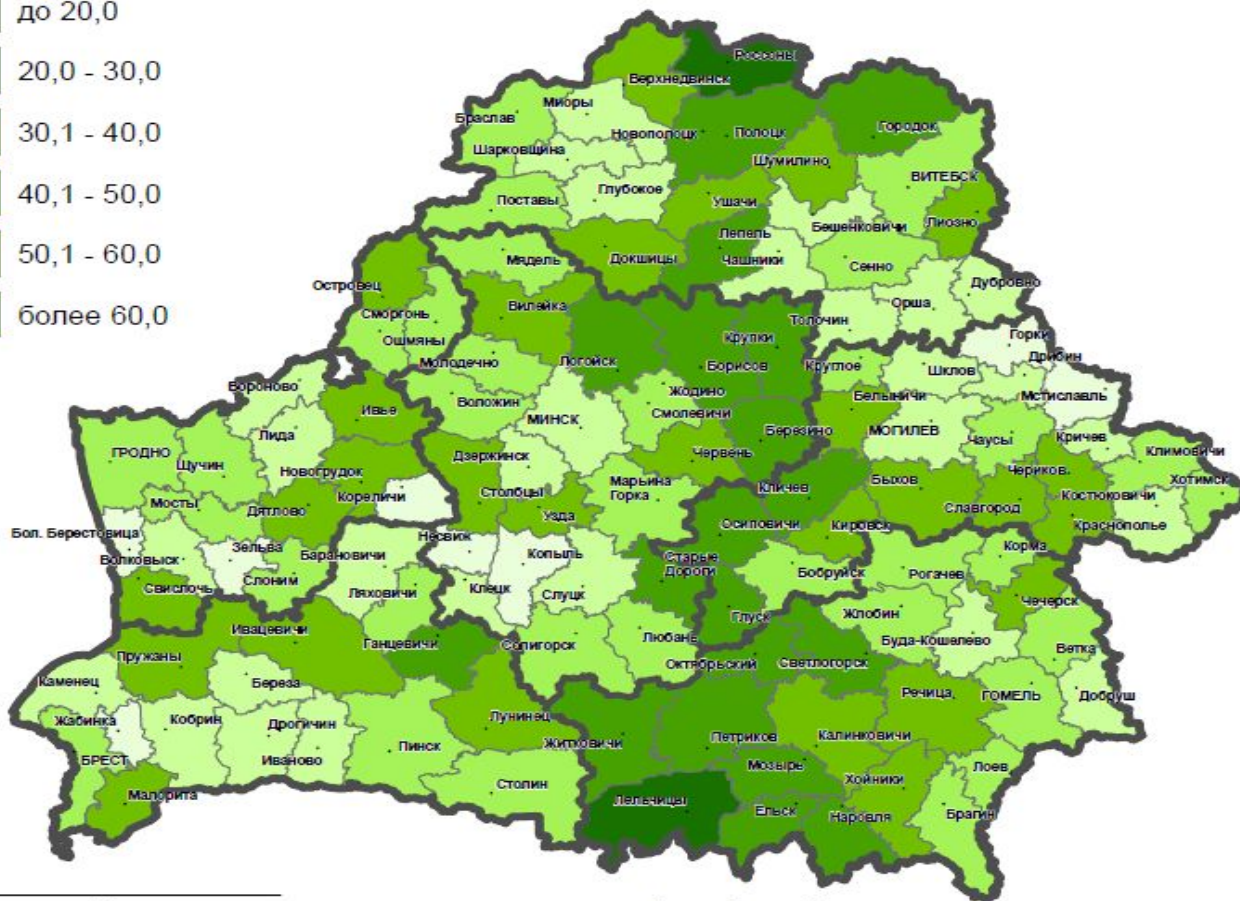 до 20,0
20,0 - 30,0
30,1 - 40,0
40,1 - 50,0
50,1 - 60,0
более 60,0
Россоны
Верхнедвинск
Миоры
Браслав
Новополоцк
Полоцк
Городок
Шарковщина
Шумилино
ВИТЕБСК
Глубокое
Поставы
Ушачи
Лиозно
Бешенковичи
Лепель
Чашники
Мядель
Докшицы
Сенно
Дубровно
Островец
Вилейка
Орша
Сморгонь
Толочин
Ошмяны
Крупки
Горки
Дрибин
Молодечно
Логойск
Борисов
Круглое
Шклов
Вороново
Жодино
Мстиславль
Ивье
Воложин
Смолевичи
Белыничи
МИНСК
Лида
Березино
МОГИЛЕВ
Чаусы
Кричев
Климовичи
ГРОДНО
Щучин
Новогрудок
Дзержинск
Червень
Чериков
Хотимск
Марьина
Горка
Кореличи
Столбцы
Кличев
Быхов
Костюковичи
Мосты
Дятлово
Узда
Славгород
Осиповичи
Кировск
Краснополье
Бол. Берестовица
Несвиж
Зельва
Барановичи
Копыль
Старые
Дороги
Корма
Волковыск
Слоним
Бобруйск
Рогачев
Свислочь
Ляховичи
Клецк
Слуцк
Чечерск
Глуск
Жлобин
Ивацевичи
Ганцевичи
Солигорск
Любань
Буда-Кошелево
Ветка
Пружаны
Октябрьский
Светлогорск
Каменец
Береза
Речица
ГОМЕЛЬ
Добруш
Жабинка
Кобрин
Дрогичин
Лунинец
Пинск
Житковичи
Петриков
Калинковичи
БРЕСТ
Иваново
Мозырь
Лоев
Столин
Хойники
Малорита
Лельчицы
Ельск
Наровля
Брагин